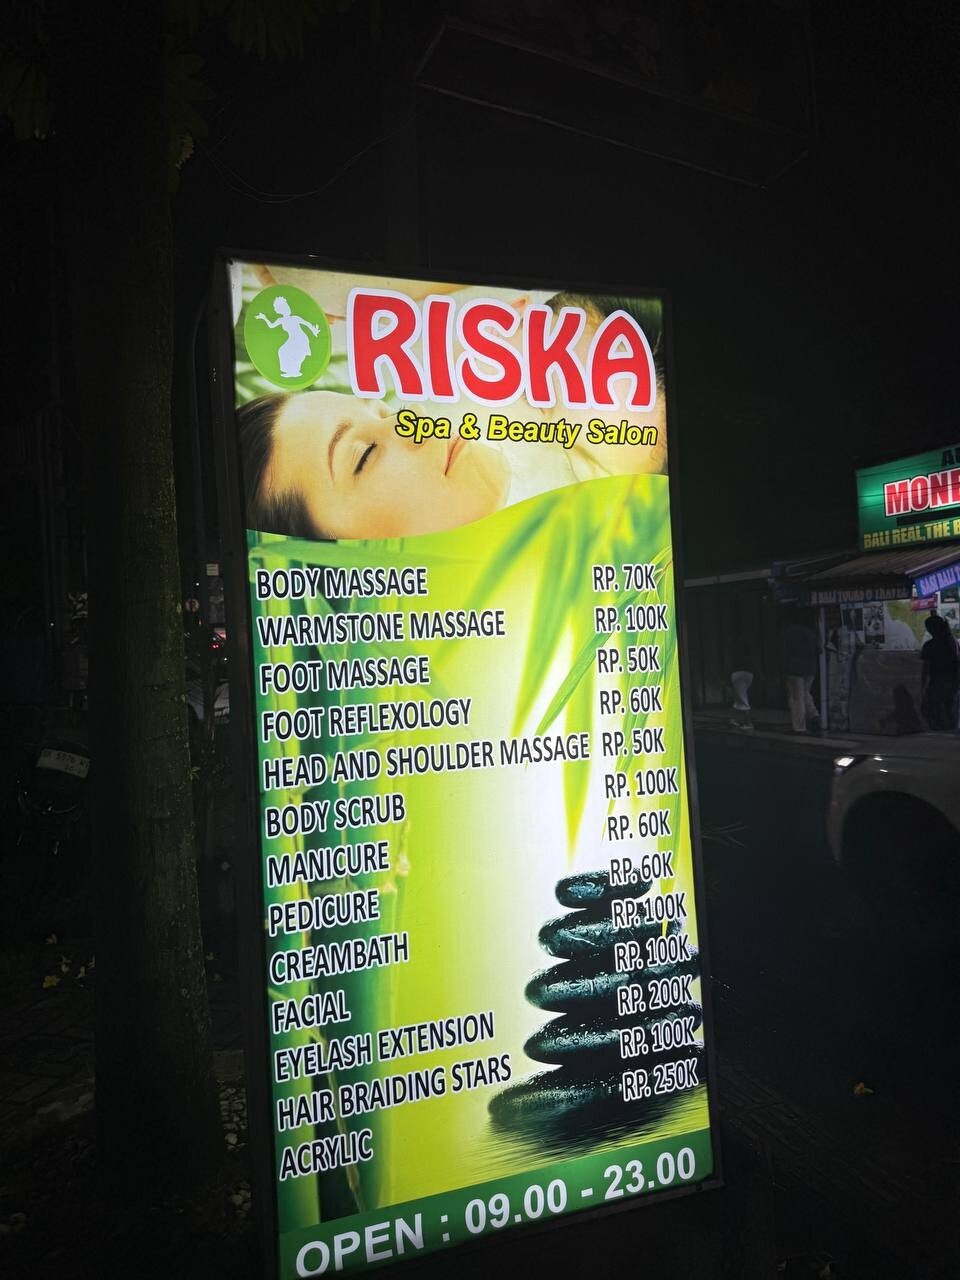 RISKA
Spa & Beauty Salon
BODY MASSAGE RP. 70K
WARMSTONE MASSAGE RP. 100K
FOOT MASSAGE RP. 50K
FOOT REFLEXOLOGY RP. 60K
HEAD AND SHOULDER MASSAGE RP. 50K
BODY SCRUB RP. 100K
MANICURE RP. 60K
PEDICURE RP. 60K
CREAMBATH RP. 100K
FACIAL RP. 100K
EYELASH EXTENSION RP. 200K
HAIR BRAIDING STARS RP. 100K
ACRYLIC RP. 250K
OPEN : 09.00 - 23.00
BALI REAL, THE